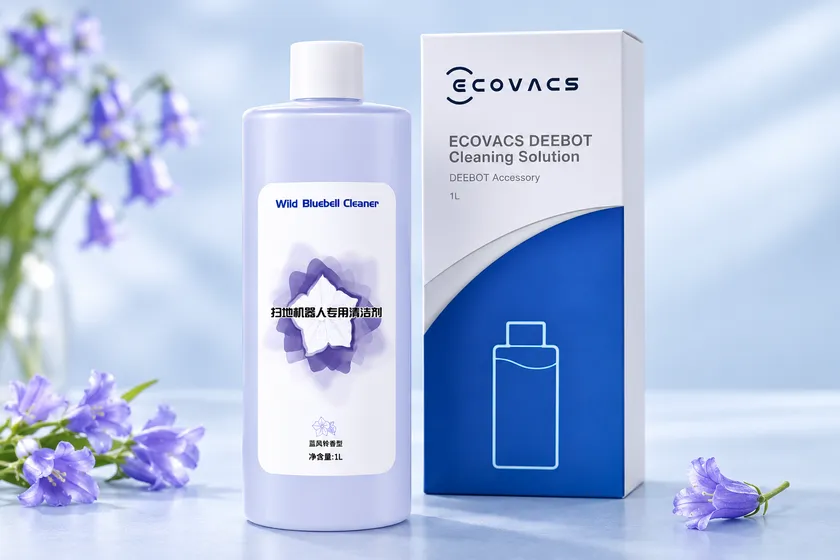 Wild Bluebell Cleaner
扫地机器人专用清洁剂
蓝风铃香型
净含量:1L
ECOVACS
ECOVACS DEEBOT
Cleaning Solution
DEEBOT Accessory
1L